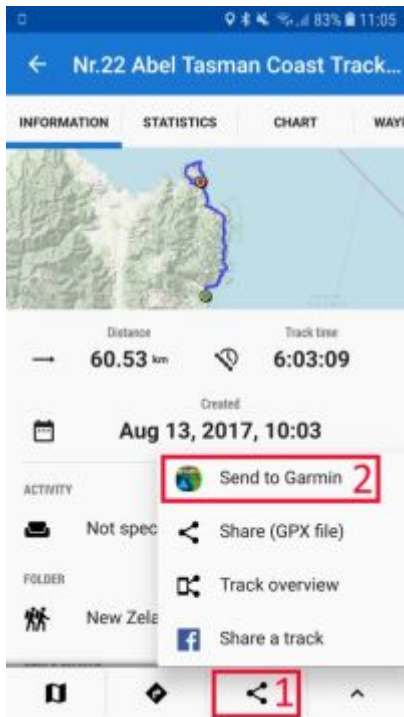 83% 11:05
Nr.22 Abel Tasman Coast Track...
INFORMATION STATISTICS CHART WAYI
Distance
60.53 km
Track time
6:03:09
Created
Aug 13, 2017, 10:03
ACTIVITY
Not spec
FOLDER
New Zela
Send to Garmin 2
Share (GPX file)
Track overview
Share a track
1